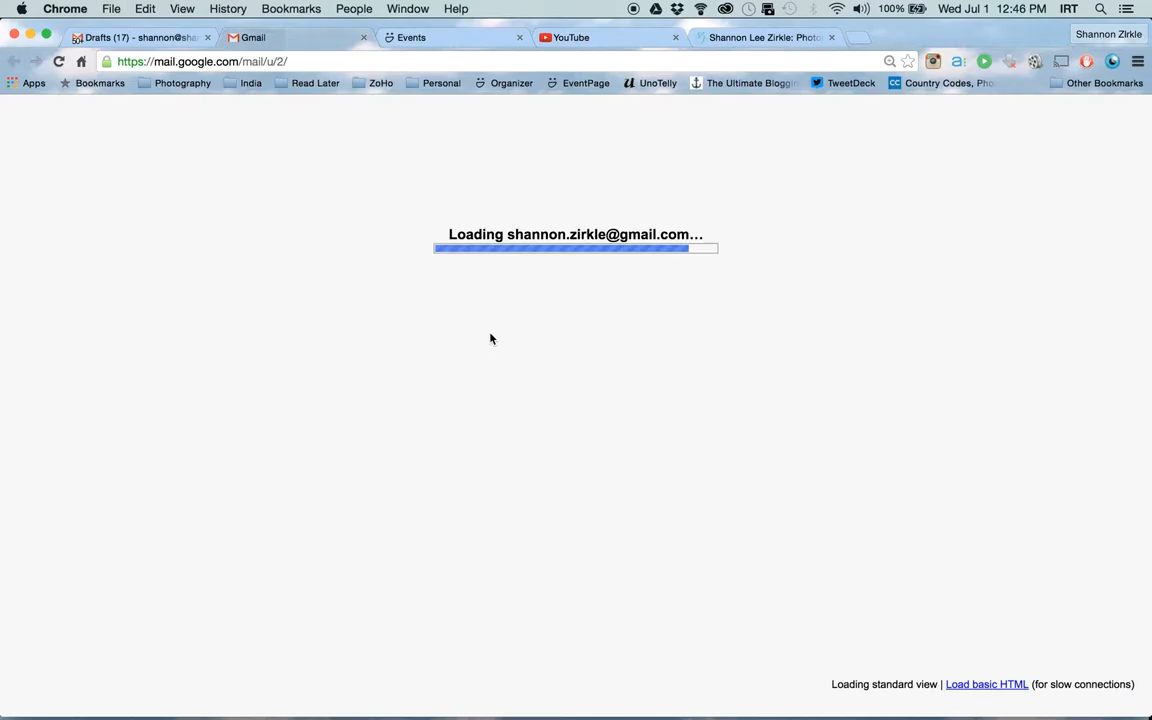 Chrome File Edit View History Bookmarks People Window Help 100% Wed Jul 1 12:46 PM IRT
Drafts (17) - shannon@sha Gmail Events YouTube Shannon Lee Zirkle: Photo Shannon Zirkle
https://mail.google.com/mail/u/2/
Apps Bookmarks Photography India Read Later ZoHo Personal Organizer EventPage UnoTelly The Ultimate Bloggin TweetDeck CC Country Codes, Pho Other Bookmarks
Loading shannon.zirkle@gmail.com…
Loading standard view | Load basic HTML (for slow connections)